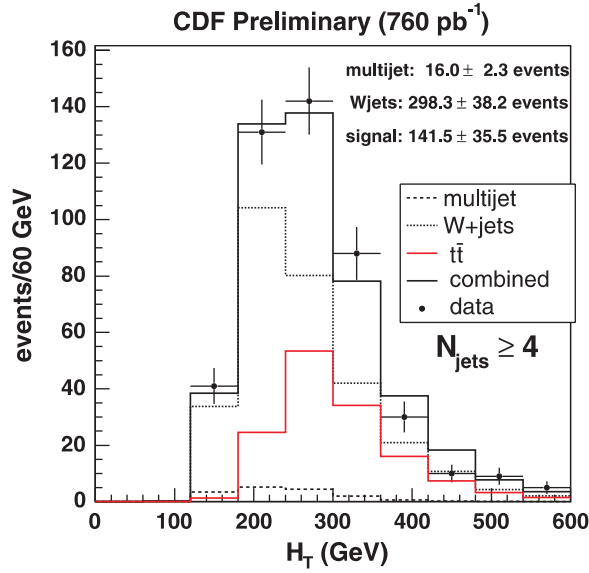 CDF Preliminary (760 pb⁻¹)
events/60 GeV
160
140
120
100
80
60
40
20
0
multijet: 16.0 ± 2.3 events
Wjets: 298.3 ± 38.2 events
signal: 141.5 ± 35.5 events
multijet
W+jets
tt̄
combined
data
N_jets ≥ 4
0 100 200 300 400 500 600
H_T (GeV)